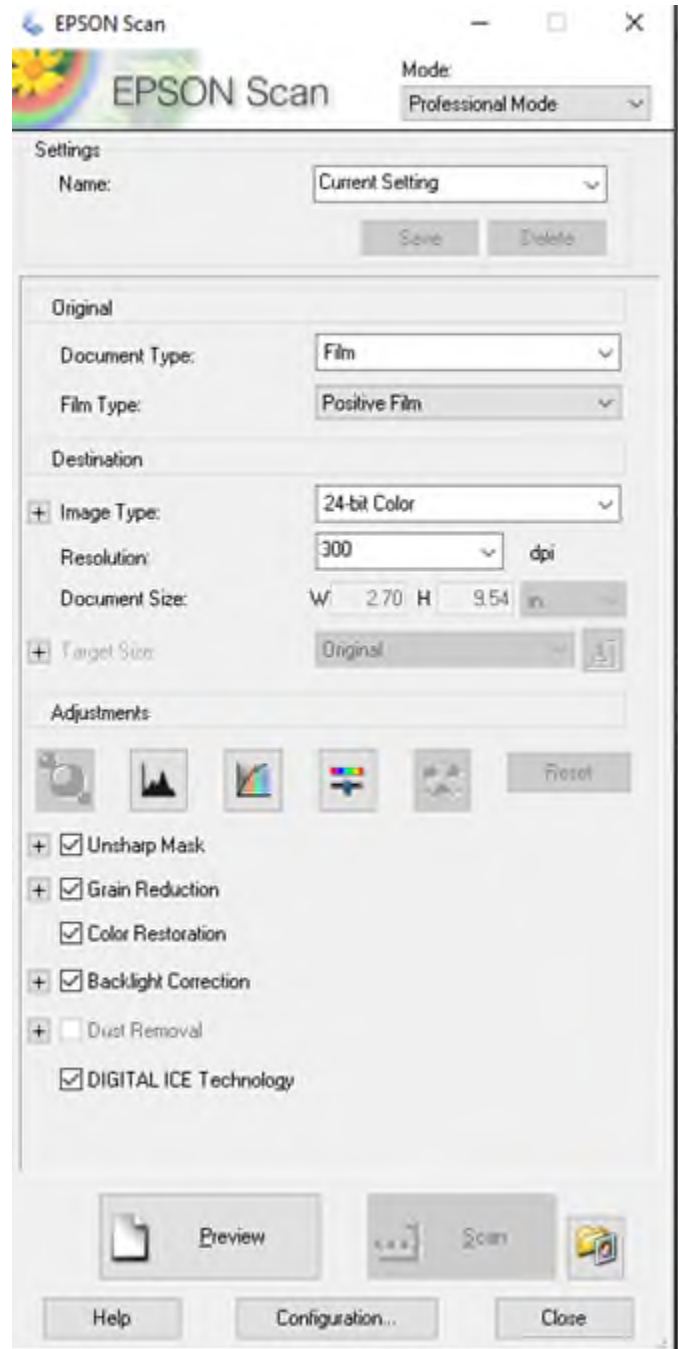 EPSON Scan
EPSON Scan
Mode:
Professional Mode
Settings
Name:
Current Setting
Save
Delete
Original
Document Type:
Film
Film Type:
Positive Film
Destination
Image Type:
24-bit Color
Resolution:
300
dpi
Document Size:
W 2.70 H 9.54 in.
Target Size:
Original
Adjustments
Reset
Unsharp Mask
Grain Reduction
Color Restoration
Backlight Correction
Dust Removal
DIGITAL ICE Technology
Preview
Scan
Help
Configuration...
Close